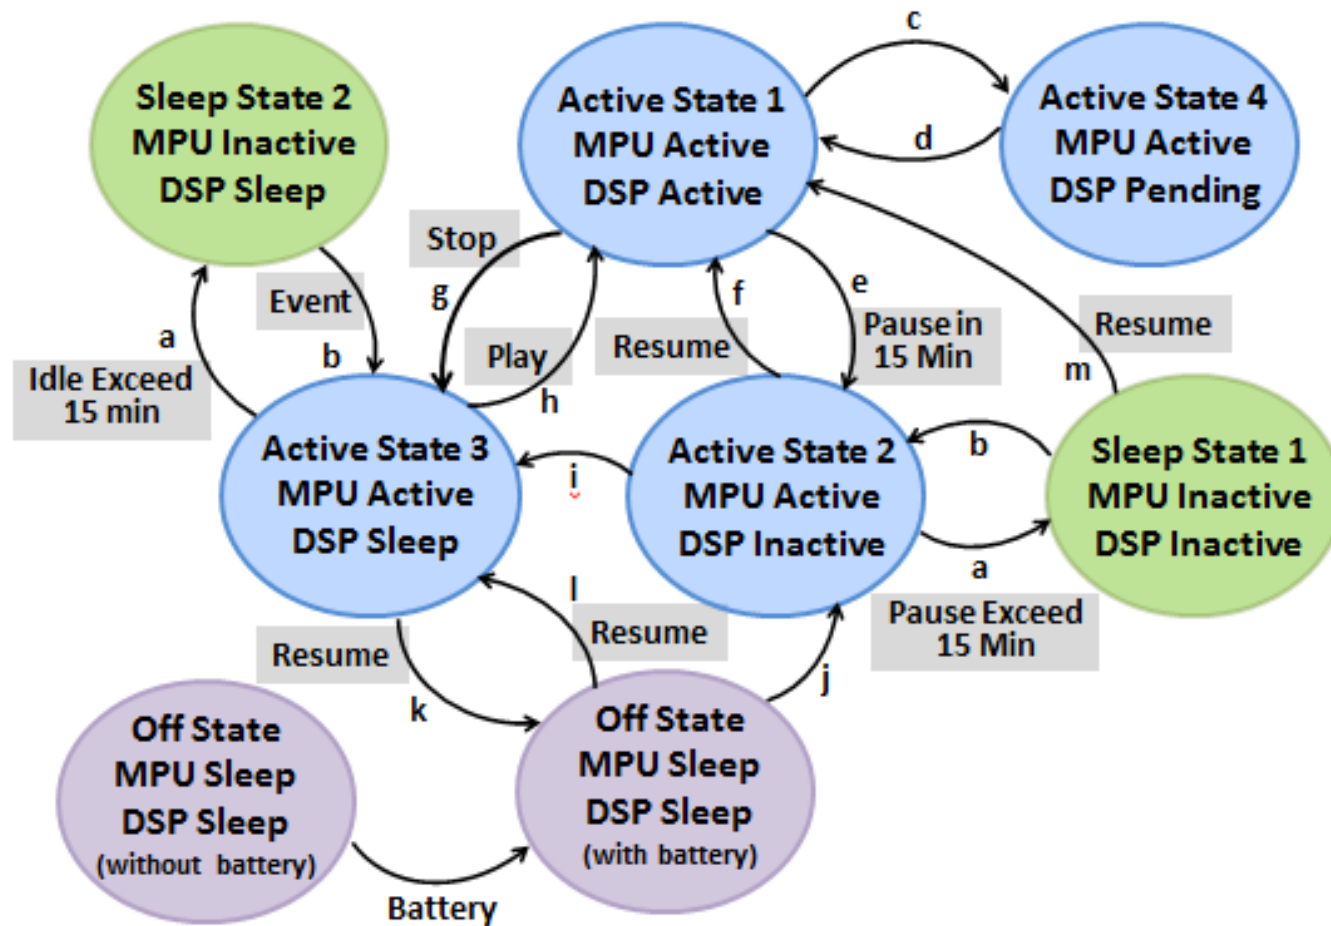 Sleep State 2
MPU Inactive
DSP Sleep
Active State 1
MPU Active
DSP Active
Active State 4
MPU Active
DSP Pending
c
d
Stop
g
Event
b
a
Idle Exceed
15 min
Play
h
f
Resume
e
Pause in
15 Min
Resume
m
Active State 3
MPU Active
DSP Sleep
i
Active State 2
MPU Active
DSP Inactive
b
a
Pause Exceed
15 Min
Sleep State 1
MPU Inactive
DSP Inactive
Resume
k
l
Resume
j
Off State
MPU Sleep
DSP Sleep
(without battery)
Off State
MPU Sleep
DSP Sleep
(with battery)
Battery